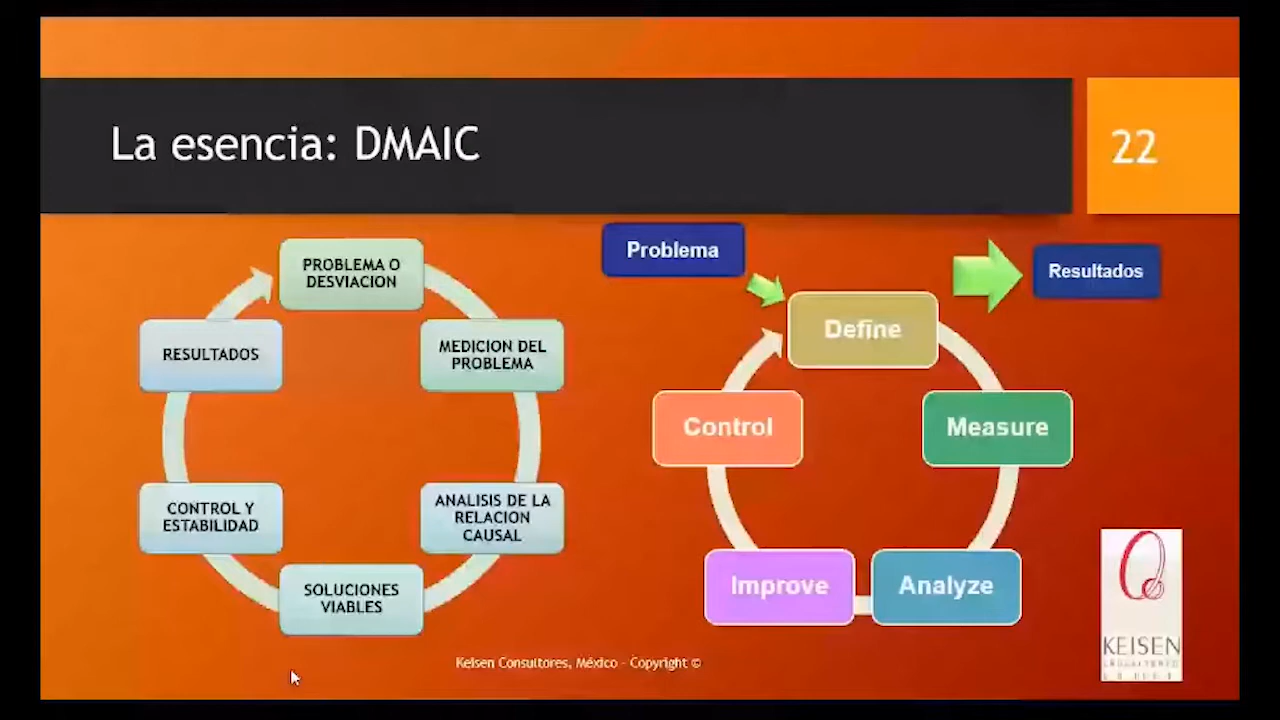 La esencia: DMAIC
22
PROBLEMA O
DESVIACION
MEDICION DEL
PROBLEMA
ANALISIS DE LA
RELACION
CAUSAL
SOLUCIONES
VIABLES
CONTROL Y
ESTABILIDAD
RESULTADOS
Problema
Resultados
Define
Measure
Analyze
Improve
Control
Keisen Consultores, México - Copyright ©
KEISEN